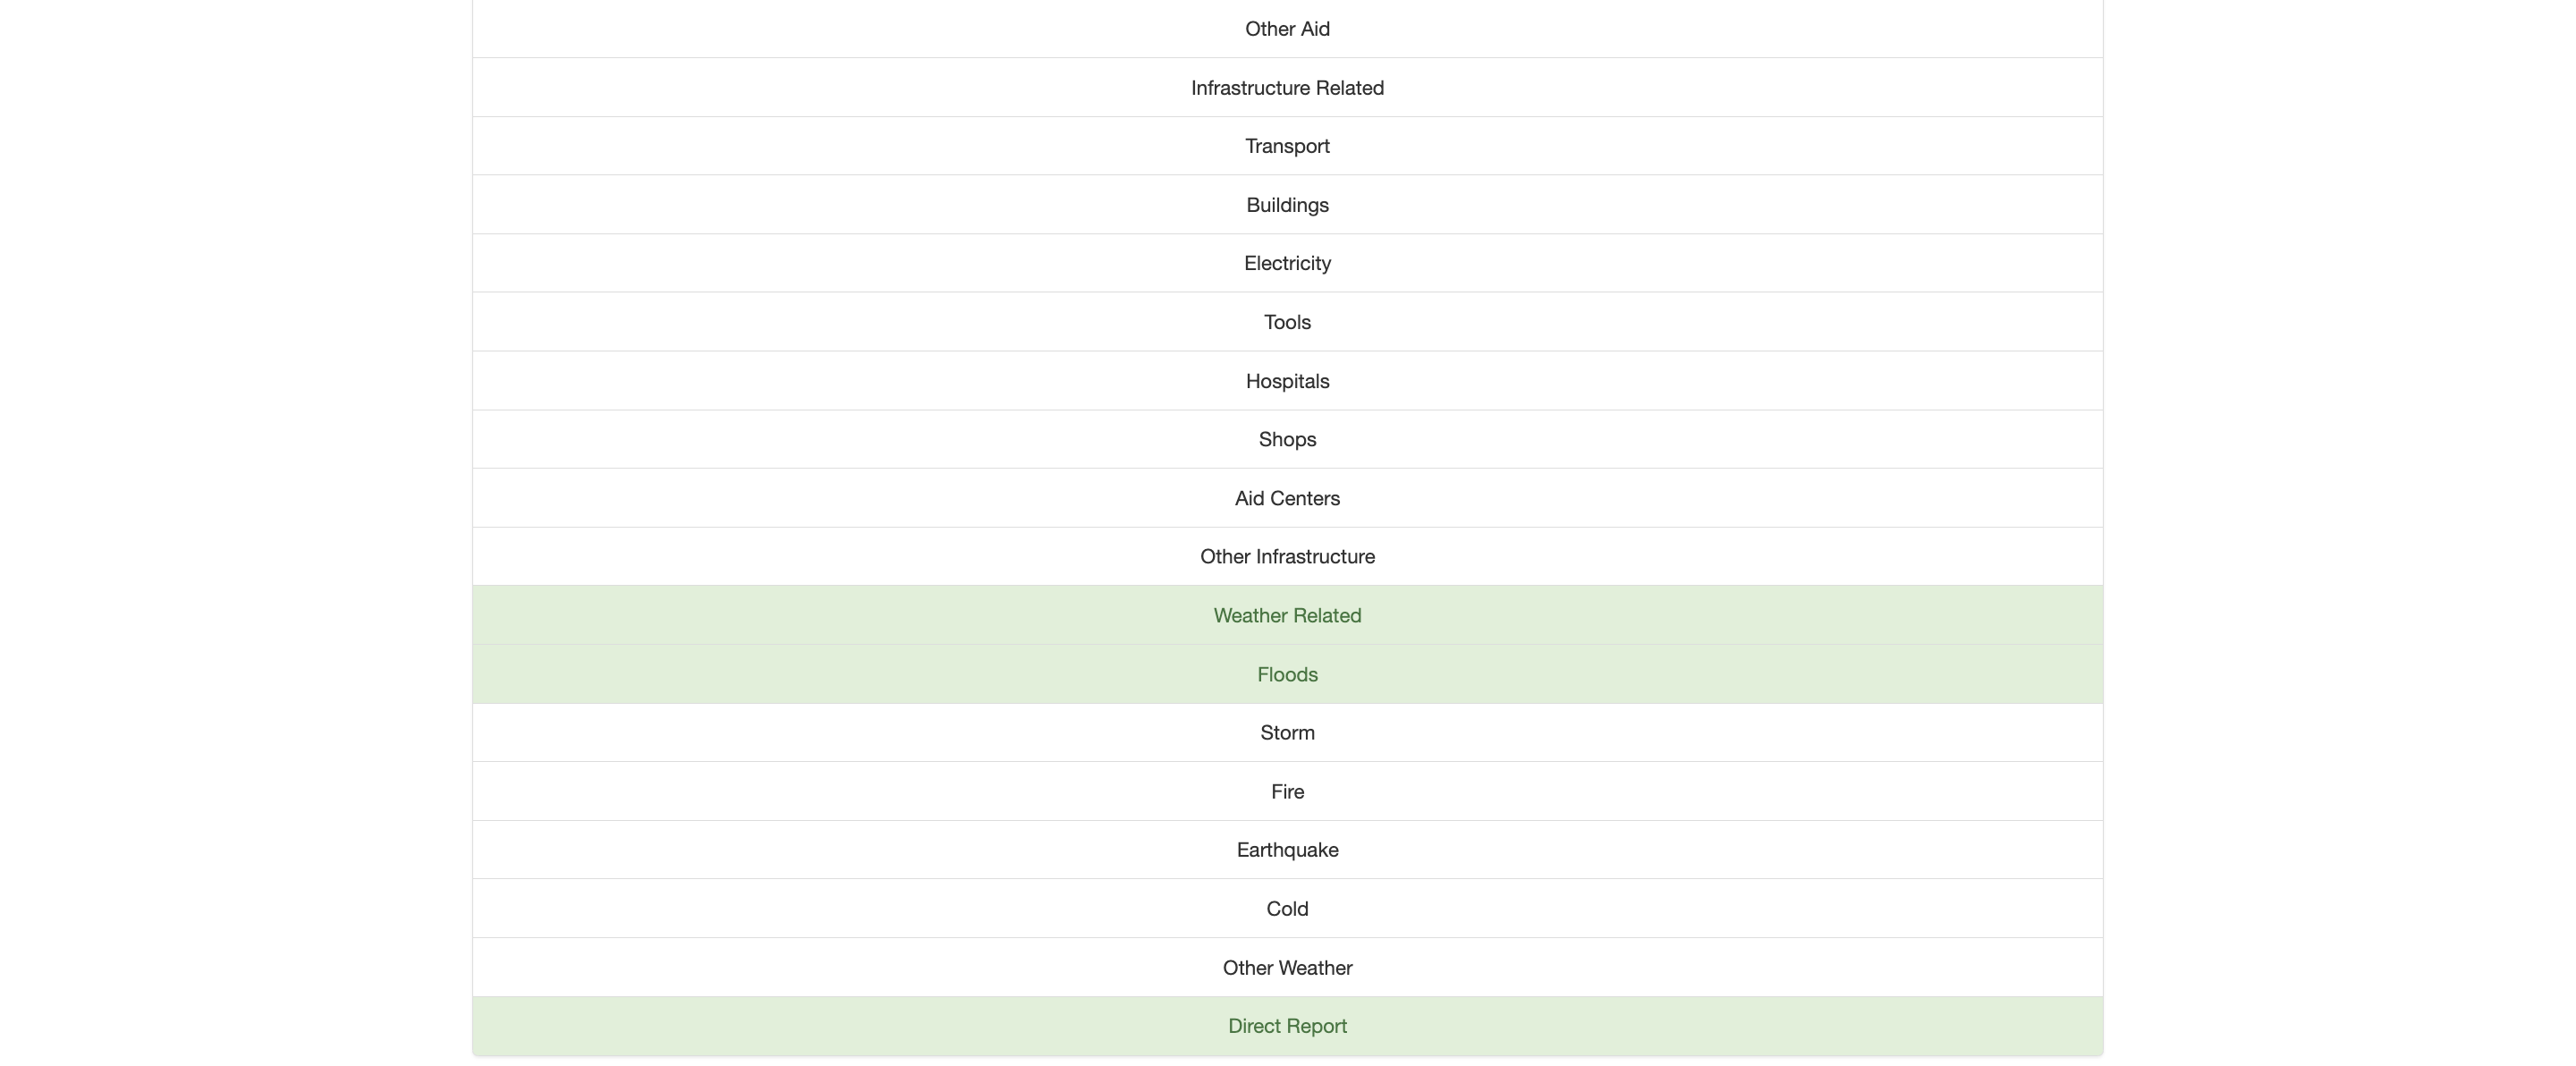 Other Aid
Infrastructure Related
Transport
Buildings
Electricity
Tools
Hospitals
Shops
Aid Centers
Other Infrastructure
Weather Related
Floods
Storm
Fire
Earthquake
Cold
Other Weather
Direct Report